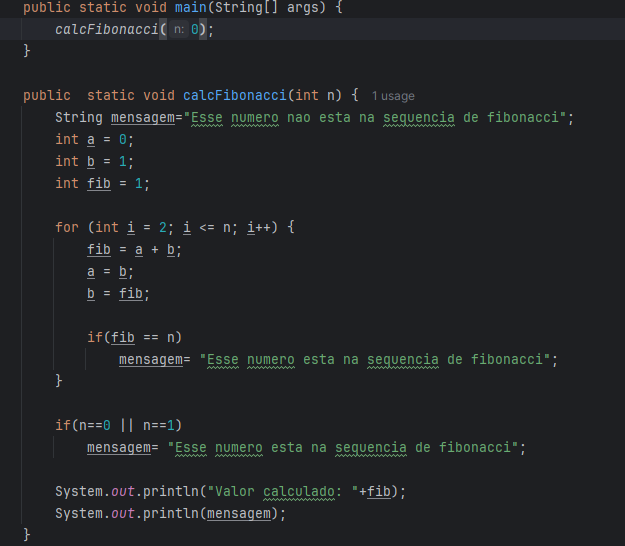 public static void main(String[] args) {
calcFibonacci( n: 0);
}
public  static void calcFibonacci(int n) {  1 usage
String mensagem="Esse numero nao esta na sequencia de fibonacci";
int a = 0;
int b = 1;
int fib = 1;
for (int i = 2; i <= n; i++) {
fib = a + b;
a = b;
b = fib;
if(fib == n)
mensagem= "Esse numero esta na sequencia de fibonacci";
}
if(n==0 || n==1)
mensagem= "Esse numero esta na sequencia de fibonacci";
System.out.println("Valor calculado: "+fib);
System.out.println(mensagem);
}